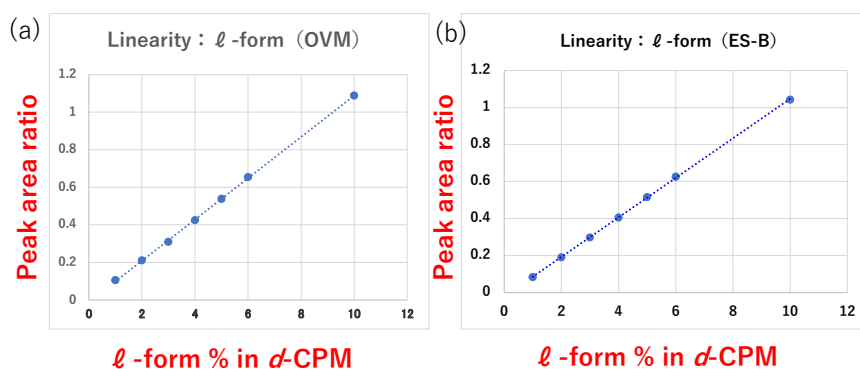 (a)
Linearity：ℓ -form（OVM）
1.2
1
0.8
0.6
0.4
0.2
0
0 2 4 6 8 10 12
Peak area ratio
ℓ -form % in d-CPM
(b)
Linearity：ℓ -form（ES-B）
1.2
1
0.8
0.6
0.4
0.2
0
0 2 4 6 8 10 12
Peak area ratio
ℓ -form % in d-CPM